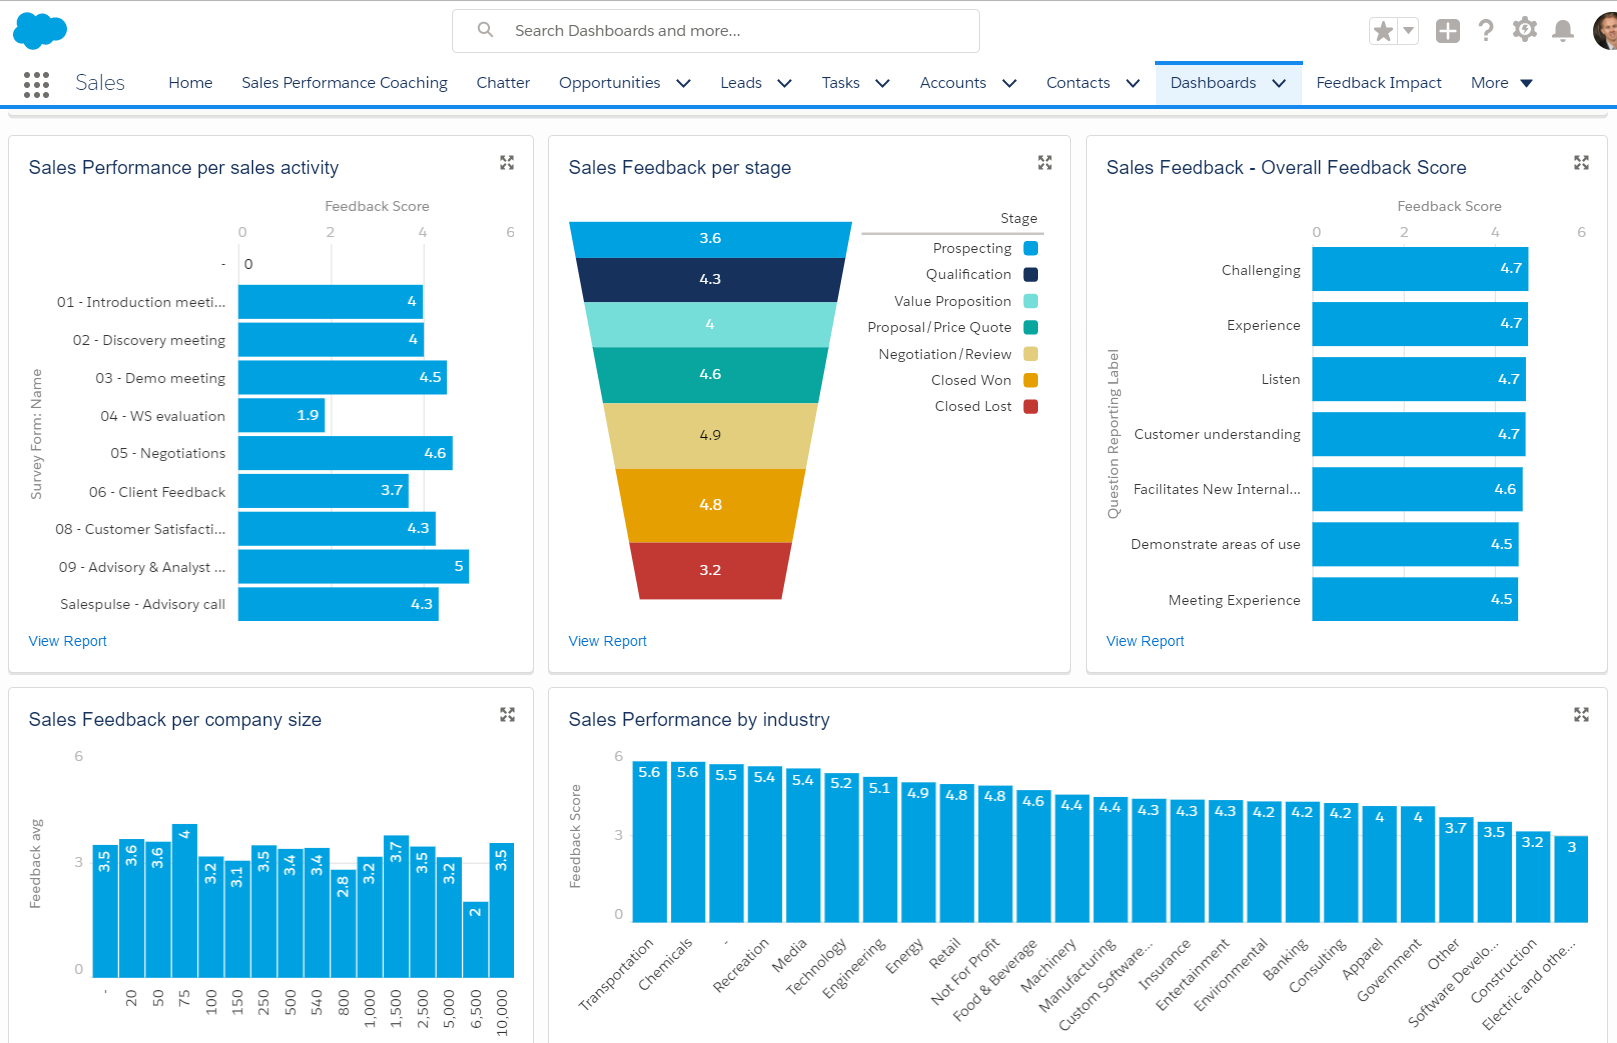 Search Dashboards and more...
Sales
Home
Sales Performance Coaching
Chatter
Opportunities
Leads
Tasks
Accounts
Contacts
Dashboards
Feedback Impact
More
Sales Performance per sales activity
Feedback Score
0 2 4 6
Survey Form: Name
- 0
01 - Introduction meeti... 4
02 - Discovery meeting 4
03 - Demo meeting 4.5
04 - WS evaluation 1.9
05 - Negotiations 4.6
06 - Client Feedback 3.7
08 - Customer Satisfacti... 4.3
09 - Advisory & Analyst ... 5
Salespulse - Advisory call 4.3
View Report
Sales Feedback per stage
3.6
4.3
4
4.6
4.9
4.8
3.2
Stage
Prospecting
Qualification
Value Proposition
Proposal/Price Quote
Negotiation/Review
Closed Won
Closed Lost
View Report
Sales Feedback - Overall Feedback Score
Feedback Score
0 2 4 6
Question Reporting Label
Challenging 4.7
Experience 4.7
Listen 4.7
Customer understanding 4.7
Facilitates New Internal... 4.6
Demonstrate areas of use 4.5
Meeting Experience 4.5
View Report
Sales Feedback per company size
Feedback avg
6
3
0
3.5 3.6 3.6 4 3.2 3.1 3.5 3.4 3.4 2.8 3.2 3.7 3.5 3.2 2 3.5
- 20 50 75 100 150 250 500 540 800 1,000 1,500 2,500 5,000 6,500 10,000
Sales Performance by industry
Feedback Score
6
3
0
5.6 5.6 5.5 5.4 5.4 5.2 5.1 4.9 4.8 4.8 4.6 4.4 4.4 4.3 4.3 4.3 4.2 4.2 4.2 4 4 3.7 3.5 3.2 3
Transportation
Chemicals
-
Recreation
Media
Technology
Engineering
Energy
Retail
Not For Profit
Food & Beverage
Machinery
Manufacturing
Custom Software...
Insurance
Entertainment
Environmental
Banking
Consulting
Apparel
Government
Other
Software Develo...
Construction
Electric and othe...